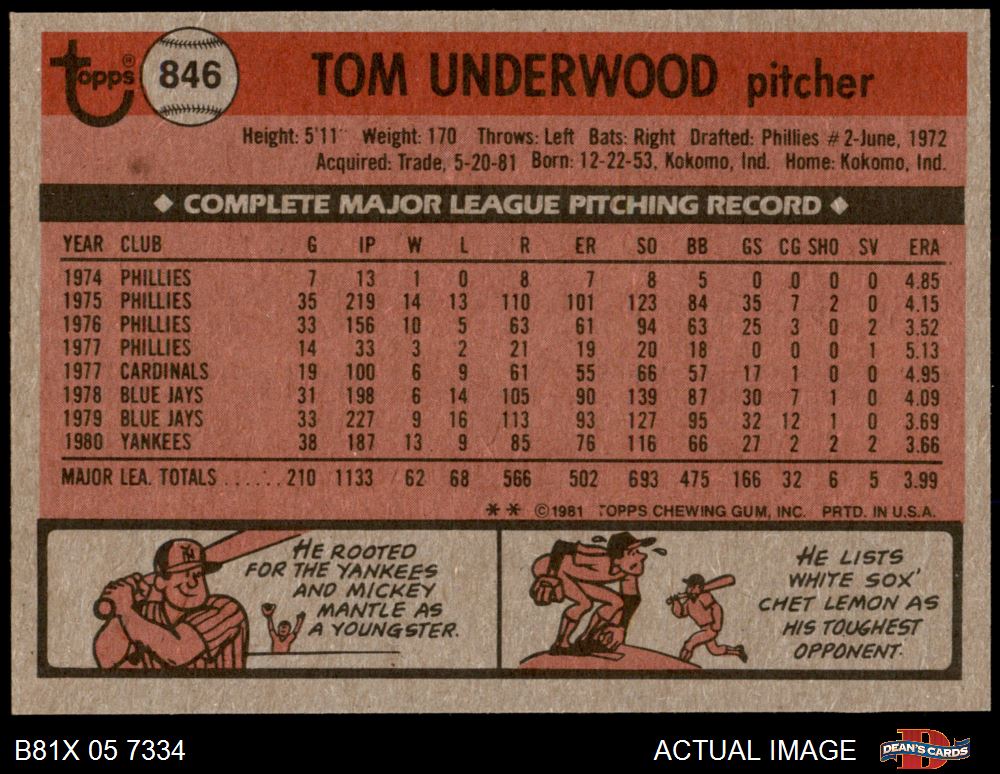 Topps® 846 TOM UNDERWOOD pitcher
Height: 5'11" Weight: 170 Throws: Left Bats: Right Drafted: Phillies #2-June, 1972
Acquired: Trade, 5-20-81 Born: 12-22-53, Kokomo, Ind. Home: Kokomo, Ind.
◆ COMPLETE MAJOR LEAGUE PITCHING RECORD ◆
YEAR CLUB G IP W L R ER SO BB GS CG SHO SV ERA
1974 PHILLIES 7 13 1 0 8 7 8 5 0 0 0 0 4.85
1975 PHILLIES 35 219 14 13 110 101 123 84 35 7 2 0 4.15
1976 PHILLIES 33 156 10 5 63 61 94 63 25 3 0 2 3.52
1977 PHILLIES 14 33 3 2 21 19 20 18 0 0 0 1 5.13
1977 CARDINALS 19 100 6 9 61 55 66 57 17 1 0 0 4.95
1978 BLUE JAYS 31 198 6 14 105 90 139 87 30 7 1 0 4.09
1979 BLUE JAYS 33 227 9 16 113 93 127 95 32 12 1 0 3.69
1980 YANKEES 38 187 13 9 85 76 116 66 27 2 2 2 3.66
MAJOR LEA. TOTALS ...... 210 1133 62 68 566 502 693 475 166 32 6 5 3.99
** ©1981 TOPPS CHEWING GUM, INC. PRTD. IN U.S.A.
NY
HE ROOTED
FOR THE YANKEES
AND MICKEY
MANTLE AS
A YOUNGSTER.
HE LISTS
WHITE SOX'
CHET LEMON AS
HIS TOUGHEST
OPPONENT.
B81X 05 7334 ACTUAL IMAGE DEAN'S CARDS